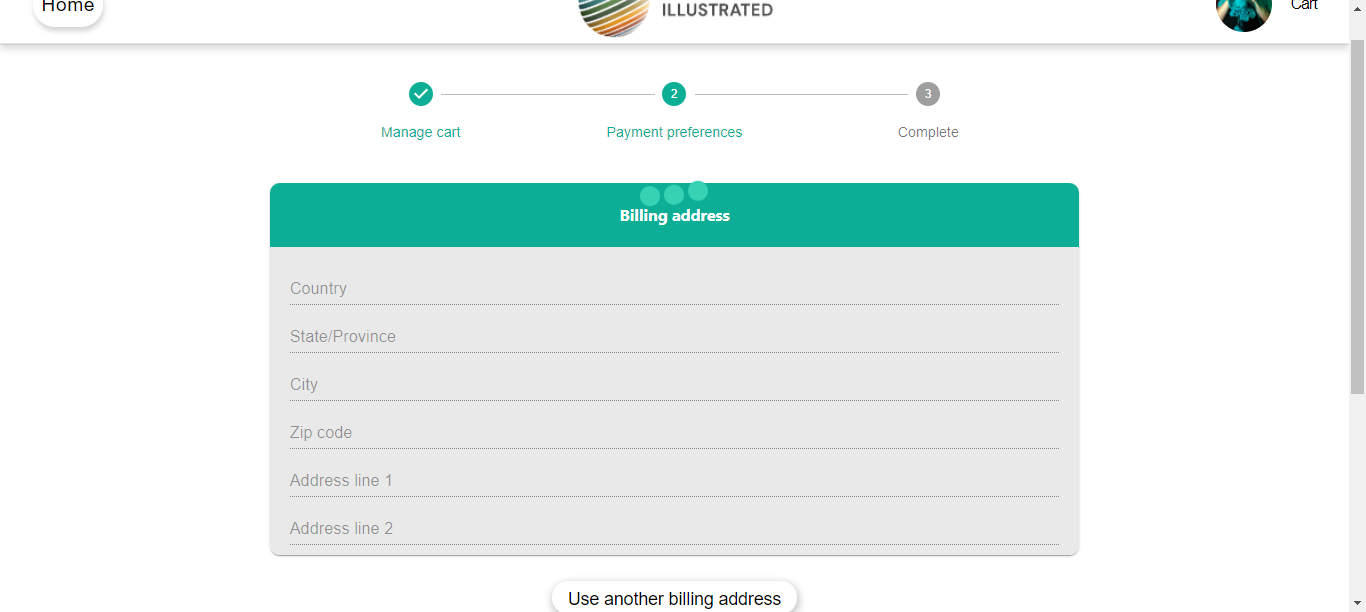 Home
ILLUSTRATED
Cart
2
3
Manage cart
Payment preferences
Complete
Billing address
Country
State/Province
City
Zip code
Address line 1
Address line 2
Use another billing address